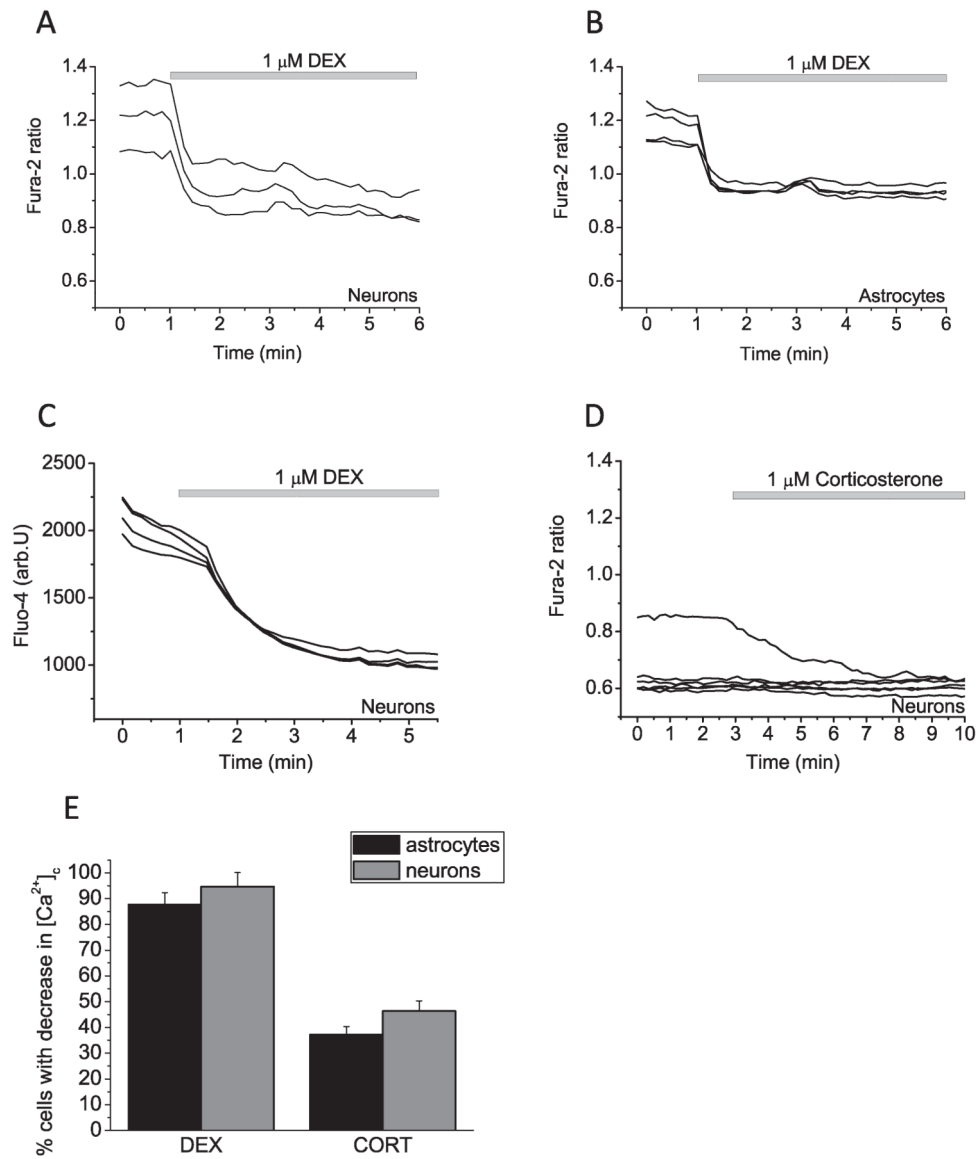 A
1 μM DEX
1.4
1.2
1.0
0.8
0.6
Fura-2 ratio
Neurons
0 1 2 3 4 5 6
Time (min)
B
1 μM DEX
1.4
1.2
1.0
0.8
0.6
Fura-2 ratio
Astrocytes
0 1 2 3 4 5 6
Time (min)
C
1 μM DEX
2500
2000
1500
1000
Fluo-4 (arb.U)
Neurons
0 1 2 3 4 5
Time (min)
D
1 μM Corticosterone
1.4
1.2
1.0
0.8
0.6
Fura-2 ratio
Neurons
0 1 2 3 4 5 6 7 8 9 10
Time (min)
E
astrocytes
neurons
100
90
80
70
60
50
40
30
20
10
0
% cells with decrease in [Ca²⁺]c
DEX CORT